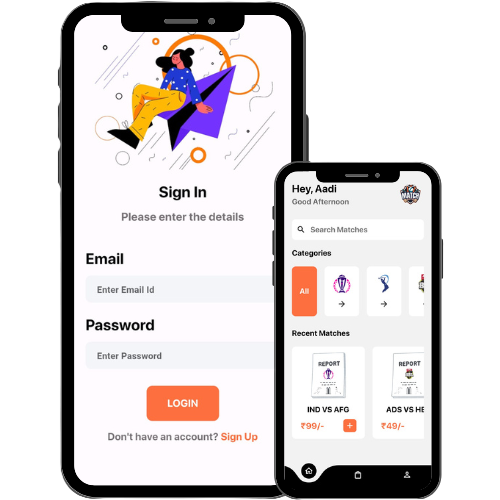 Sign In
Please enter the details
Email
Enter Email Id
Password
Enter Password
LOGIN
Don't have an account? Sign Up
Hey, Aadi
Good Afternoon
MATCH
Search Matches
Categories
All
Recent Matches
REPORT
REPORT
IND VS AFG
ADS VS HE
₹99/-
+
₹49/-